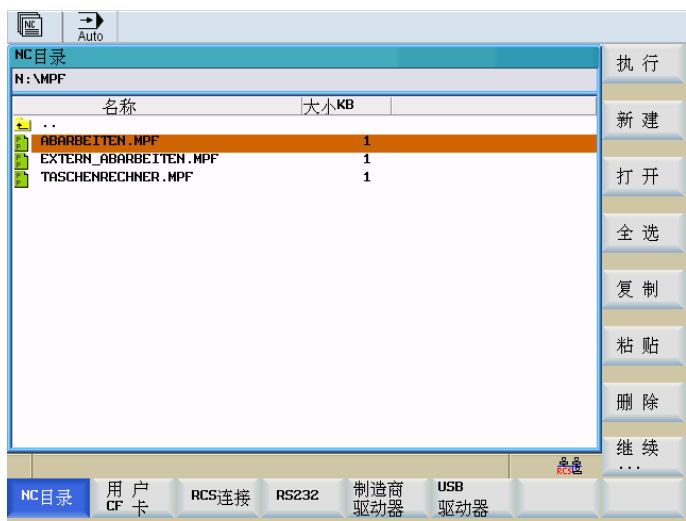 NC
Auto
NC目录
N:\MPF
名称 大小KB
..
ABARBEITEN.MPF 1
EXTERN_ABARBEITEN.MPF 1
TASCHENRECHNER.MPF 1
执行
新建
打开
全选
复制
粘贴
删除
继续
...
RCS
NC目录
用户
CF 卡
RCS连接
RS232
制造商
驱动器
USB
驱动器